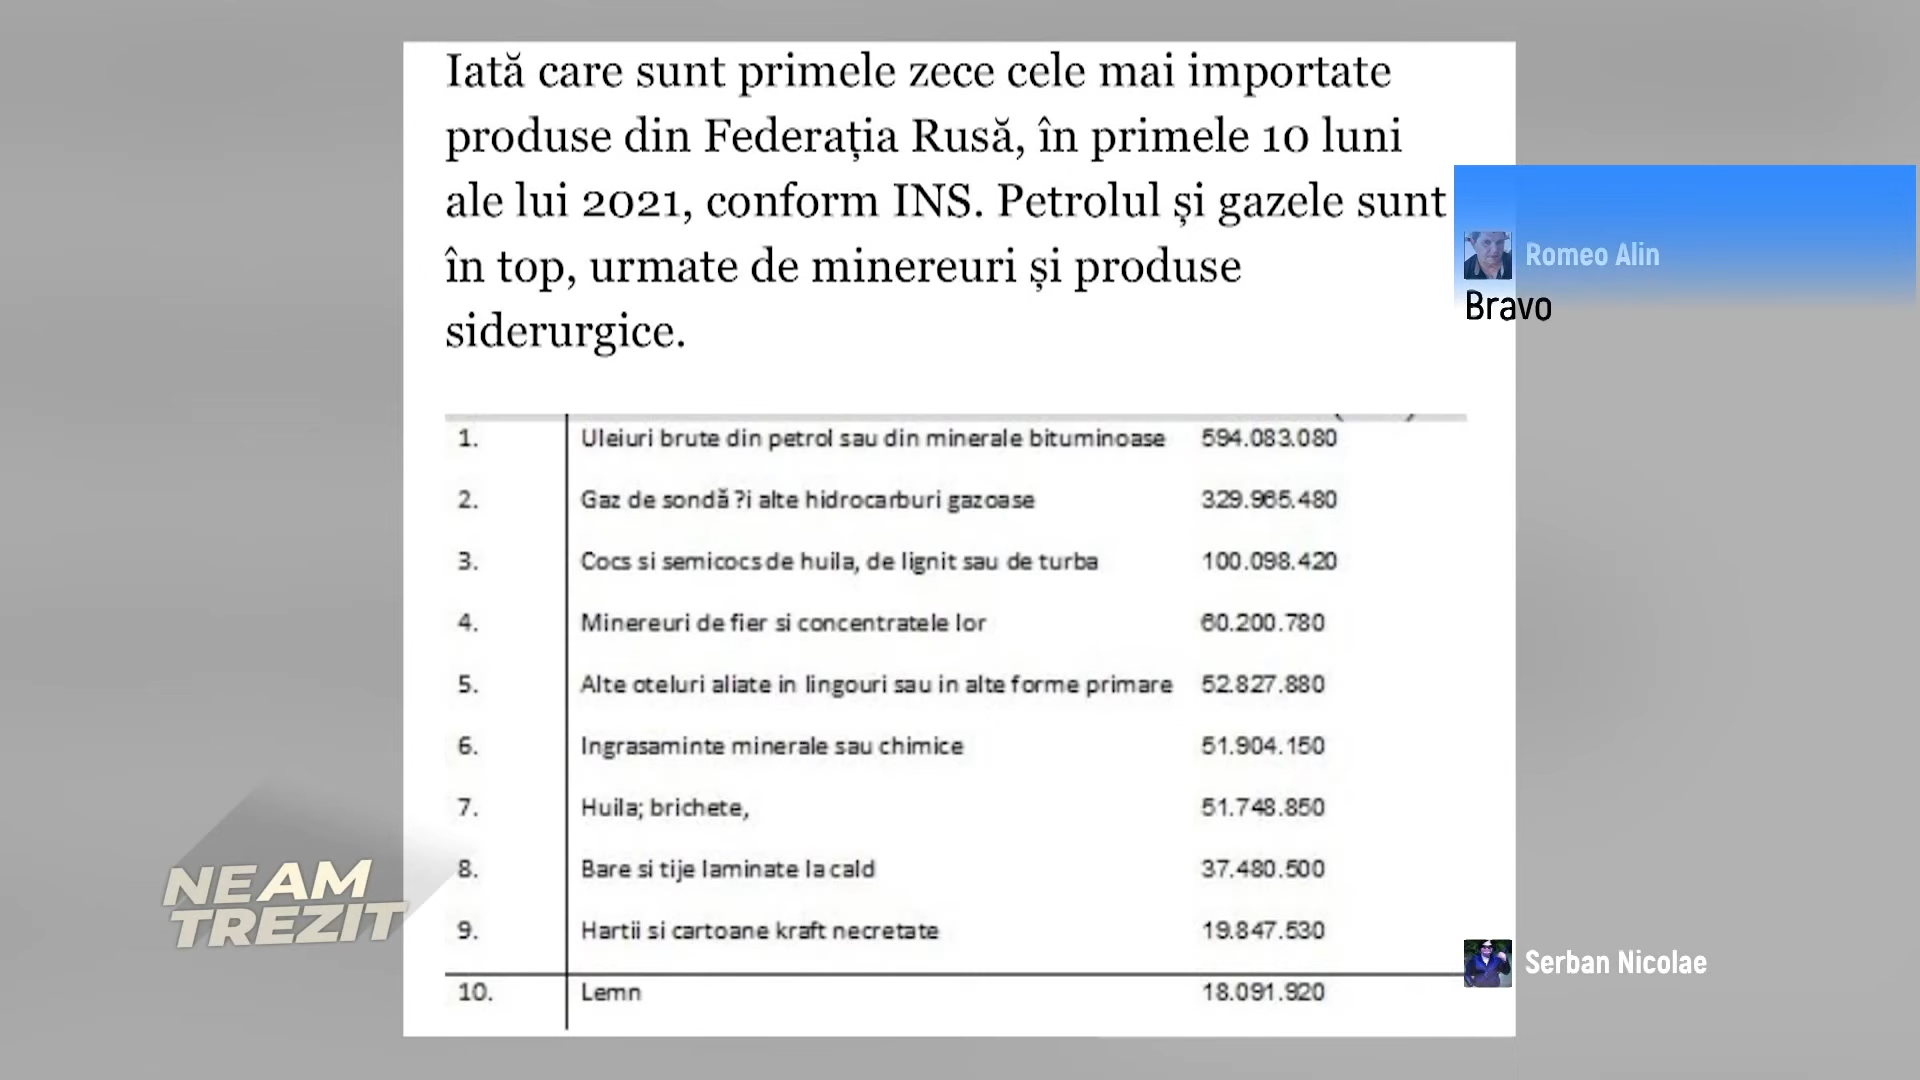 Iată care sunt primele zece cele mai importate
produse din Federația Rusă, în primele 10 luni
ale lui 2021, conform INS. Petrolul și gazele sunt
în top, urmate de minereuri și produse
siderurgice.
1. Uleiuri brute din petrol sau din minerale bituminoase 594.083.080
2. Gaz de sondă ?i alte hidrocarburi gazoase 329.965.480
3. Cocs si semicocs de huila, de lignit sau de turba 100.098.420
4. Minereuri de fier si concentratele lor 60.200.780
5. Alte oteluri aliate in lingouri sau in alte forme primare 52.827.880
6. Ingrasaminte minerale sau chimice 51.904.150
7. Huila; brichete, 51.748.850
8. Bare si tije laminate la cald 37.480.500
9. Hartii si cartoane kraft necretate 19.847.530
10. Lemn 18.091.920
Romeo Alin
Bravo
Serban Nicolae
NE AM
TREZIT